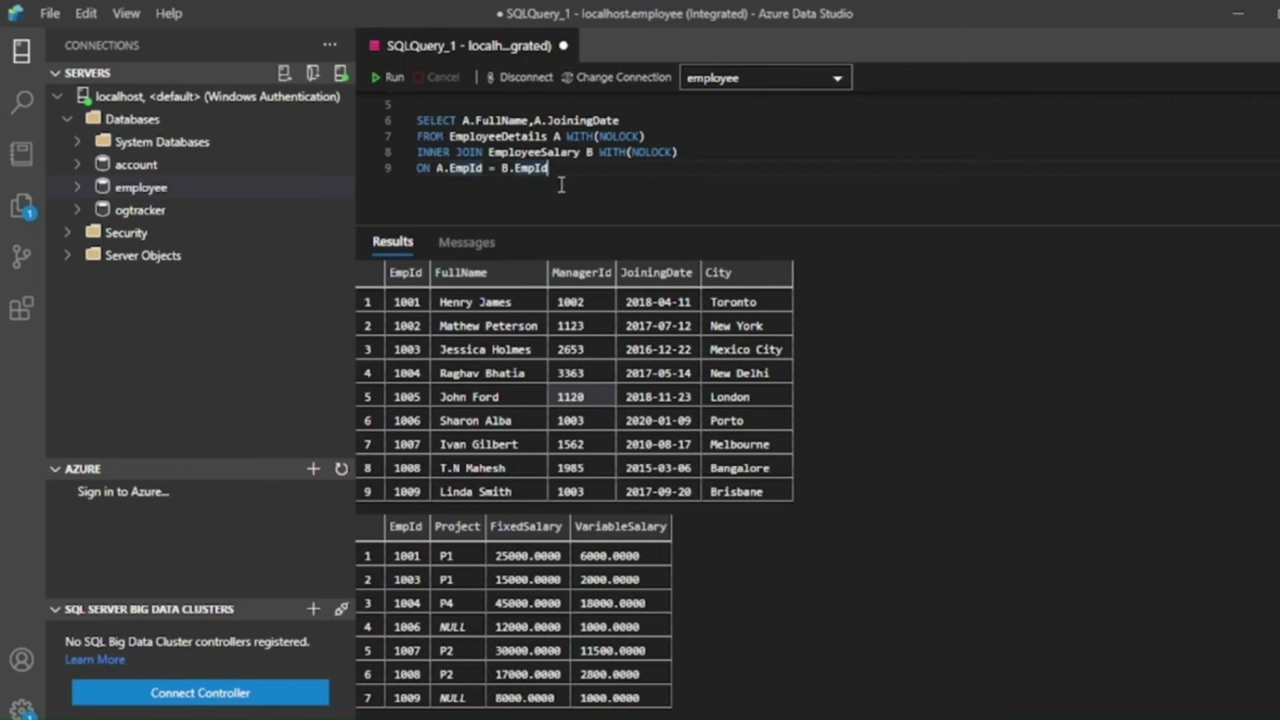 File Edit View Help ● SQLQuery_1 - localhost.employee (Integrated) - Azure Data Studio
CONNECTIONS
SERVERS
localhost, <default> (Windows Authentication)
Databases
System Databases
account
employee
ogtracker
Security
Server Objects
AZURE
Sign in to Azure...
SQL SERVER BIG DATA CLUSTERS
No SQL Big Data Cluster controllers registered.
Learn More
Connect Controller
1
1
SQLQuery_1 - localh...grated) ●
Run Cancel Disconnect Change Connection employee
5
6 SELECT A.FullName,A.JoiningDate
7 FROM EmployeeDetails A WITH(NOLOCK)
8 INNER JOIN EmployeeSalary B WITH(NOLOCK)
9 ON A.EmpId = B.EmpId
Results Messages
EmpId FullName ManagerId JoiningDate City
1 1001 Henry James 1002 2018-04-11 Toronto
2 1002 Mathew Peterson 1123 2017-07-12 New York
3 1003 Jessica Holmes 2653 2016-12-22 Mexico City
4 1004 Raghav Bhatia 3363 2017-05-14 New Delhi
5 1005 John Ford 1120 2018-11-23 London
6 1006 Sharon Alba 1003 2020-01-09 Porto
7 1007 Ivan Gilbert 1562 2010-08-17 Melbourne
8 1008 T.N Mahesh 1985 2015-03-06 Bangalore
9 1009 Linda Smith 1003 2017-09-20 Brisbane
EmpId Project FixedSalary VariableSalary
1 1001 P1 25000.0000 6000.0000
2 1003 P1 15000.0000 2000.0000
3 1004 P4 45000.0000 18000.0000
4 1006 NULL 12000.0000 1000.0000
5 1007 P2 30000.0000 11500.0000
6 1008 P2 17000.0000 2800.0000
7 1009 NULL 8000.0000 1000.0000